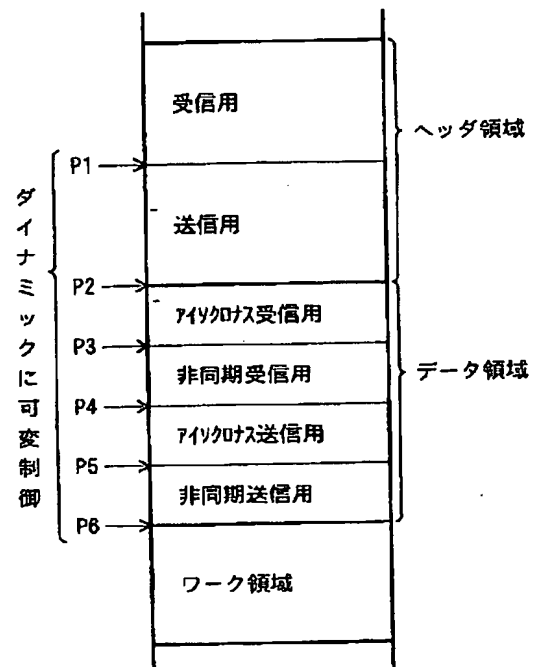 受信用
ヘッダ領域
P1
送信用
ダイナミックに可変制御
P2
アイソクロナス受信用
P3
非同期受信用
データ領域
P4
アイソクロナス送信用
P5
非同期送信用
P6
ワーク領域